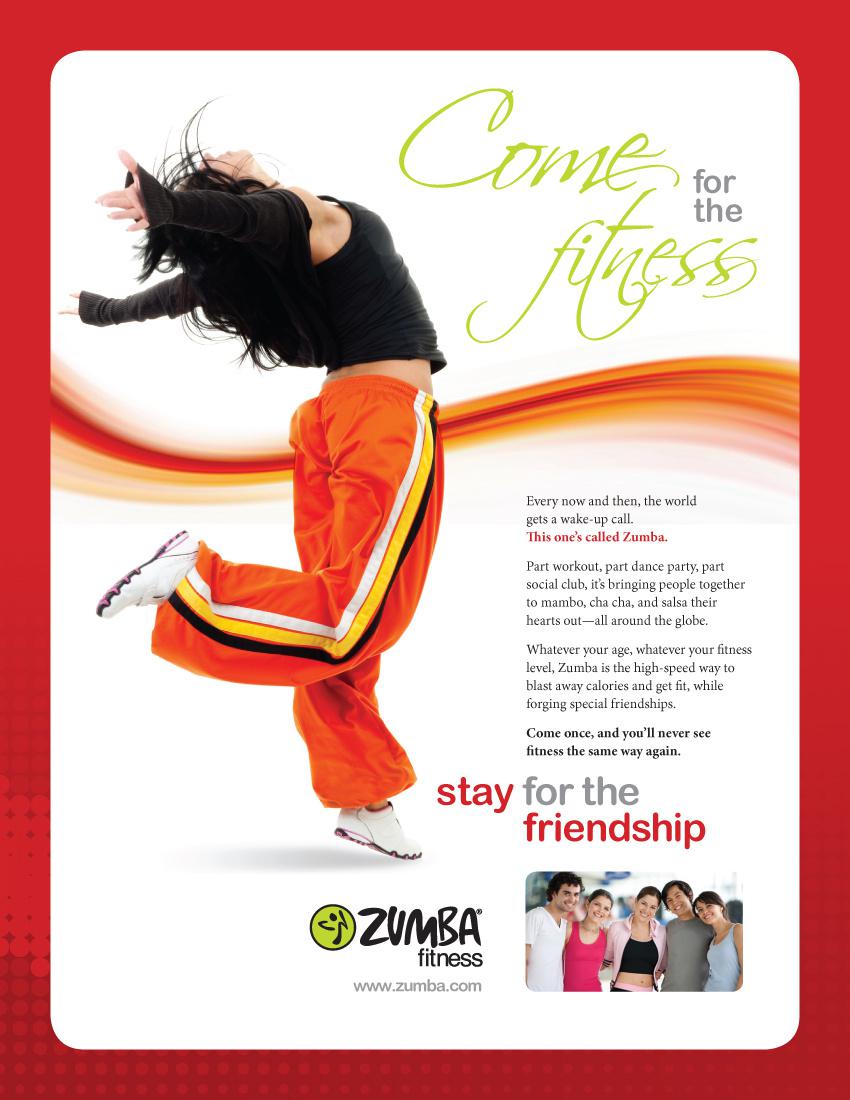 Come for the
fitness
Every now and then, the world
gets a wake-up call.
This one's called Zumba.
Part workout, part dance party, part
social club, it's bringing people together
to mambo, cha cha, and salsa their
hearts out—all around the globe.
Whatever your age, whatever your fitness
level, Zumba is the high-speed way to
blast away calories and get fit, while
forging special friendships.
Come once, and you'll never see
fitness the same way again.
stay for the
friendship
ZUMBA®
fitness
www.zumba.com